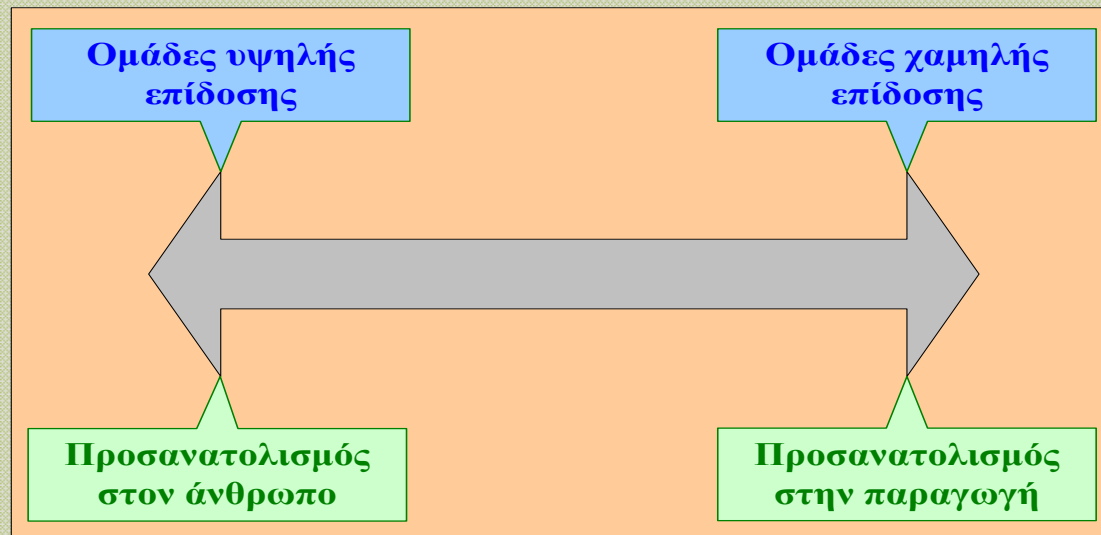 Ομάδες υψηλής
επίδοσης
Ομάδες χαμηλής
επίδοσης
Προσανατολισμός
στον άνθρωπο
Προσανατολισμός
στην παραγωγή